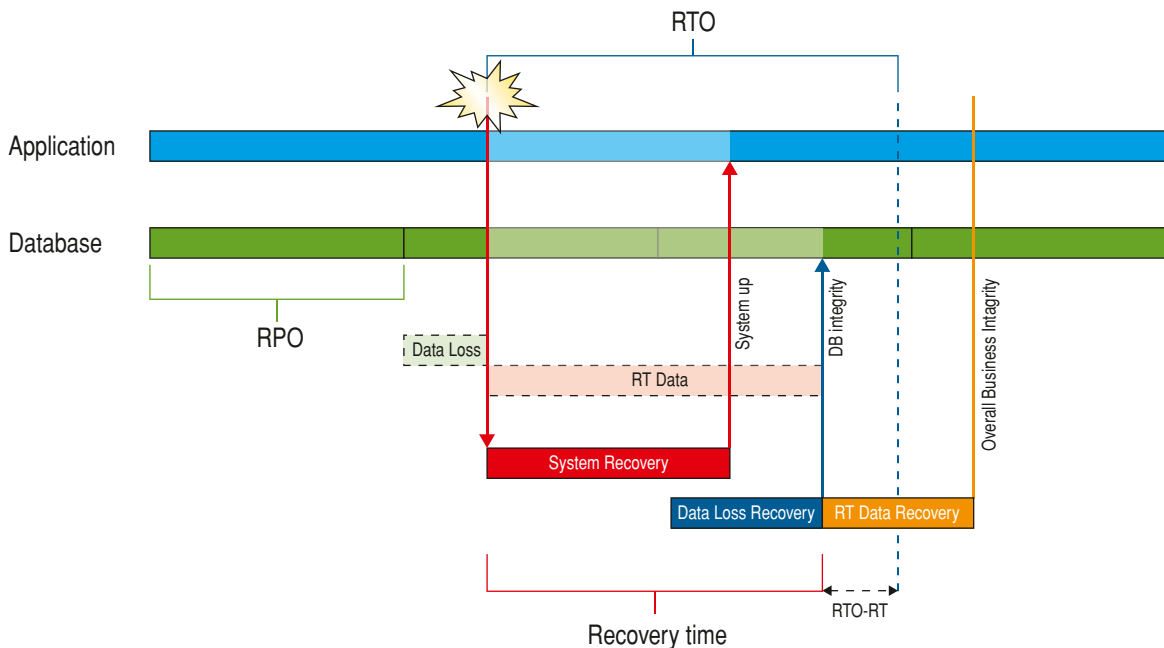 RTO
Application
Database
RPO
Data Loss
RT Data
System up
DB integrity
Overall Business Intagrity
System Recovery
Data Loss Recovery
RT Data Recovery
RTO-RT
Recovery time